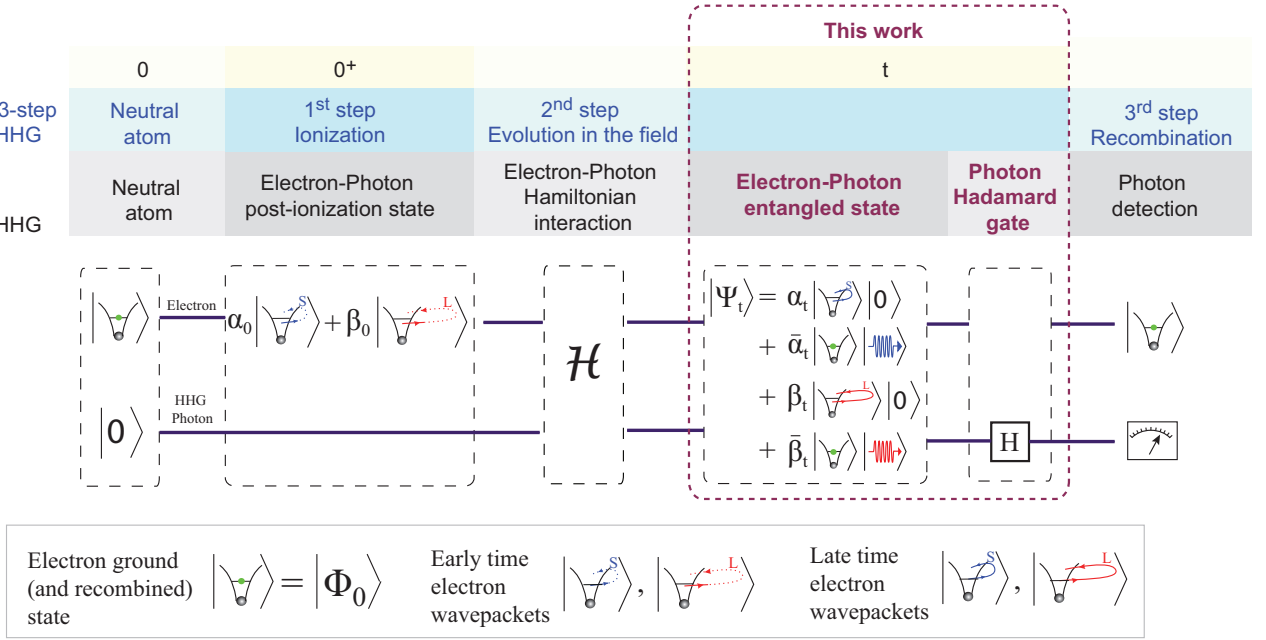 This work
0 0⁺ t
3-step Neutral 1st step 2nd step 3rd step
HHG atom Ionization Evolution in the field Recombination
Neutral
atom
Electron-Photon
post-ionization state
Electron-Photon
Hamiltonian
interaction
Electron-Photon
entangled state
Photon
Hadamard
gate
Photon
detection
HHG
Electron
α₀| S ⟩ + β₀| L ⟩
|0⟩
HHG
Photon
ℋ
|Ψₜ⟩ = αₜ| S ⟩|0⟩
+ ᾱₜ| ⟩| ⟩
+ βₜ| L ⟩|0⟩
+ β̄ₜ| ⟩| ⟩
H
Electron ground
(and recombined)
state
| ⟩ = |Φ₀⟩
Early time
electron
wavepackets
| S ⟩, | L ⟩
Late time
electron
wavepackets
| S ⟩, | L ⟩